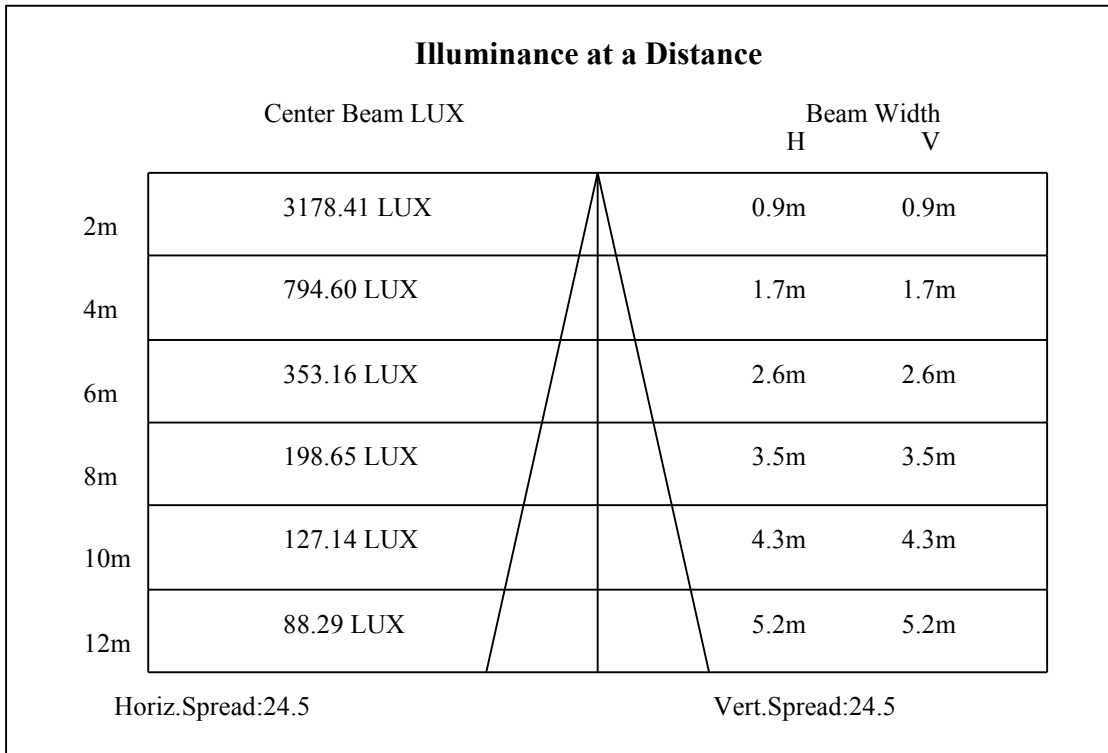 Illuminance at a Distance
Center Beam LUX Beam Width
H V
2m 3178.41 LUX 0.9m 0.9m
4m 794.60 LUX 1.7m 1.7m
6m 353.16 LUX 2.6m 2.6m
8m 198.65 LUX 3.5m 3.5m
10m 127.14 LUX 4.3m 4.3m
12m 88.29 LUX 5.2m 5.2m
Horiz.Spread:24.5 Vert.Spread:24.5